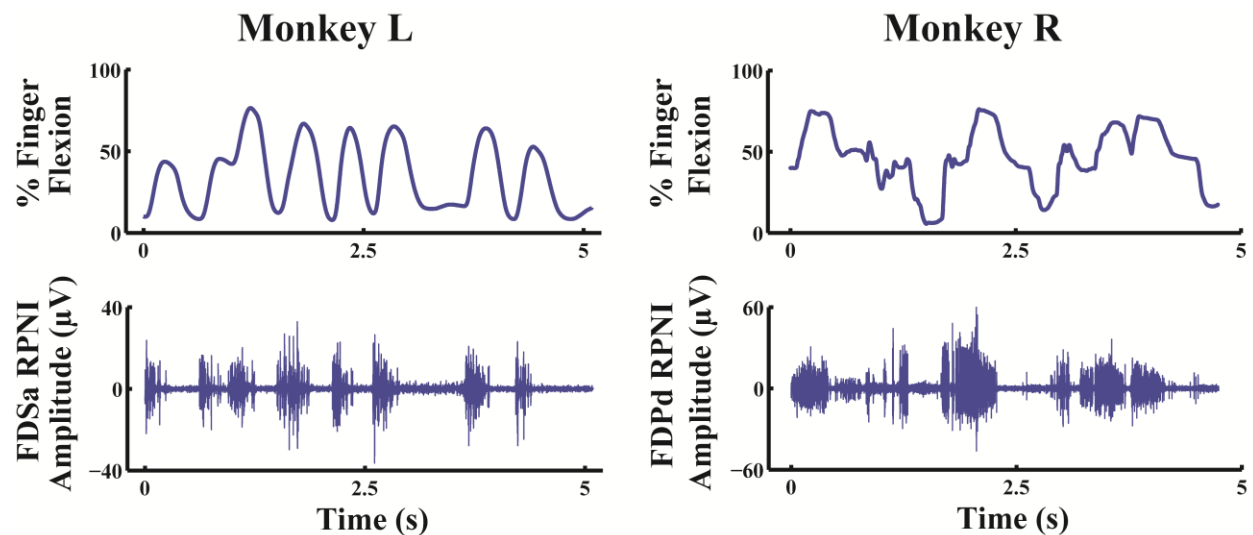 Monkey L
Monkey R
% Finger
Flexion
100
50
0
0
2.5
5
% Finger
Flexion
100
50
0
0
2.5
5
FDSa RPNI
Amplitude (µV)
40
0
−40
0
2.5
5
Time (s)
FDPd RPNI
Amplitude (µV)
60
0
−60
0
2.5
5
Time (s)